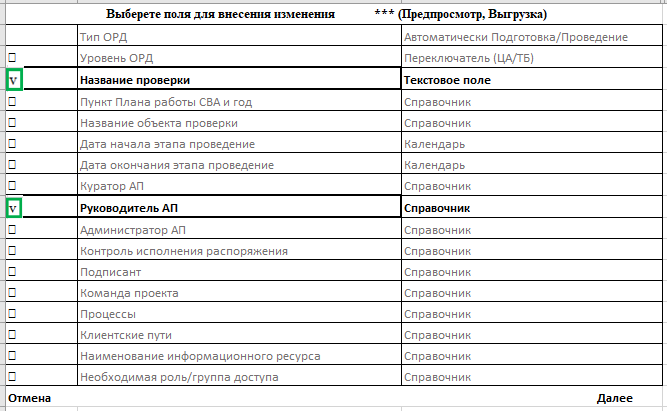 Выберете поля для внесения изменения *** (Предпросмотр, Выгрузка)
Тип ОРД Автоматически Подготовка/Проведение
Уровень ОРД Переключатель (ЦА/ТБ)
v Название проверки Текстовое поле
Пункт Плана работы СВА и год Справочник
Название объекта проверки Справочник
Дата начала этапа проведение Календарь
Дата окончания этапа проведение Календарь
Куратор АП Справочник
v Руководитель АП Справочник
Администратор АП Справочник
Контроль исполнения распоряжения Справочник
Подписант Справочник
Команда проекта Справочник
Процессы Справочник
Клиентские пути Справочник
Наименование информационного ресурса Справочник
Необходимая роль/группа доступа Справочник
Отмена Далее